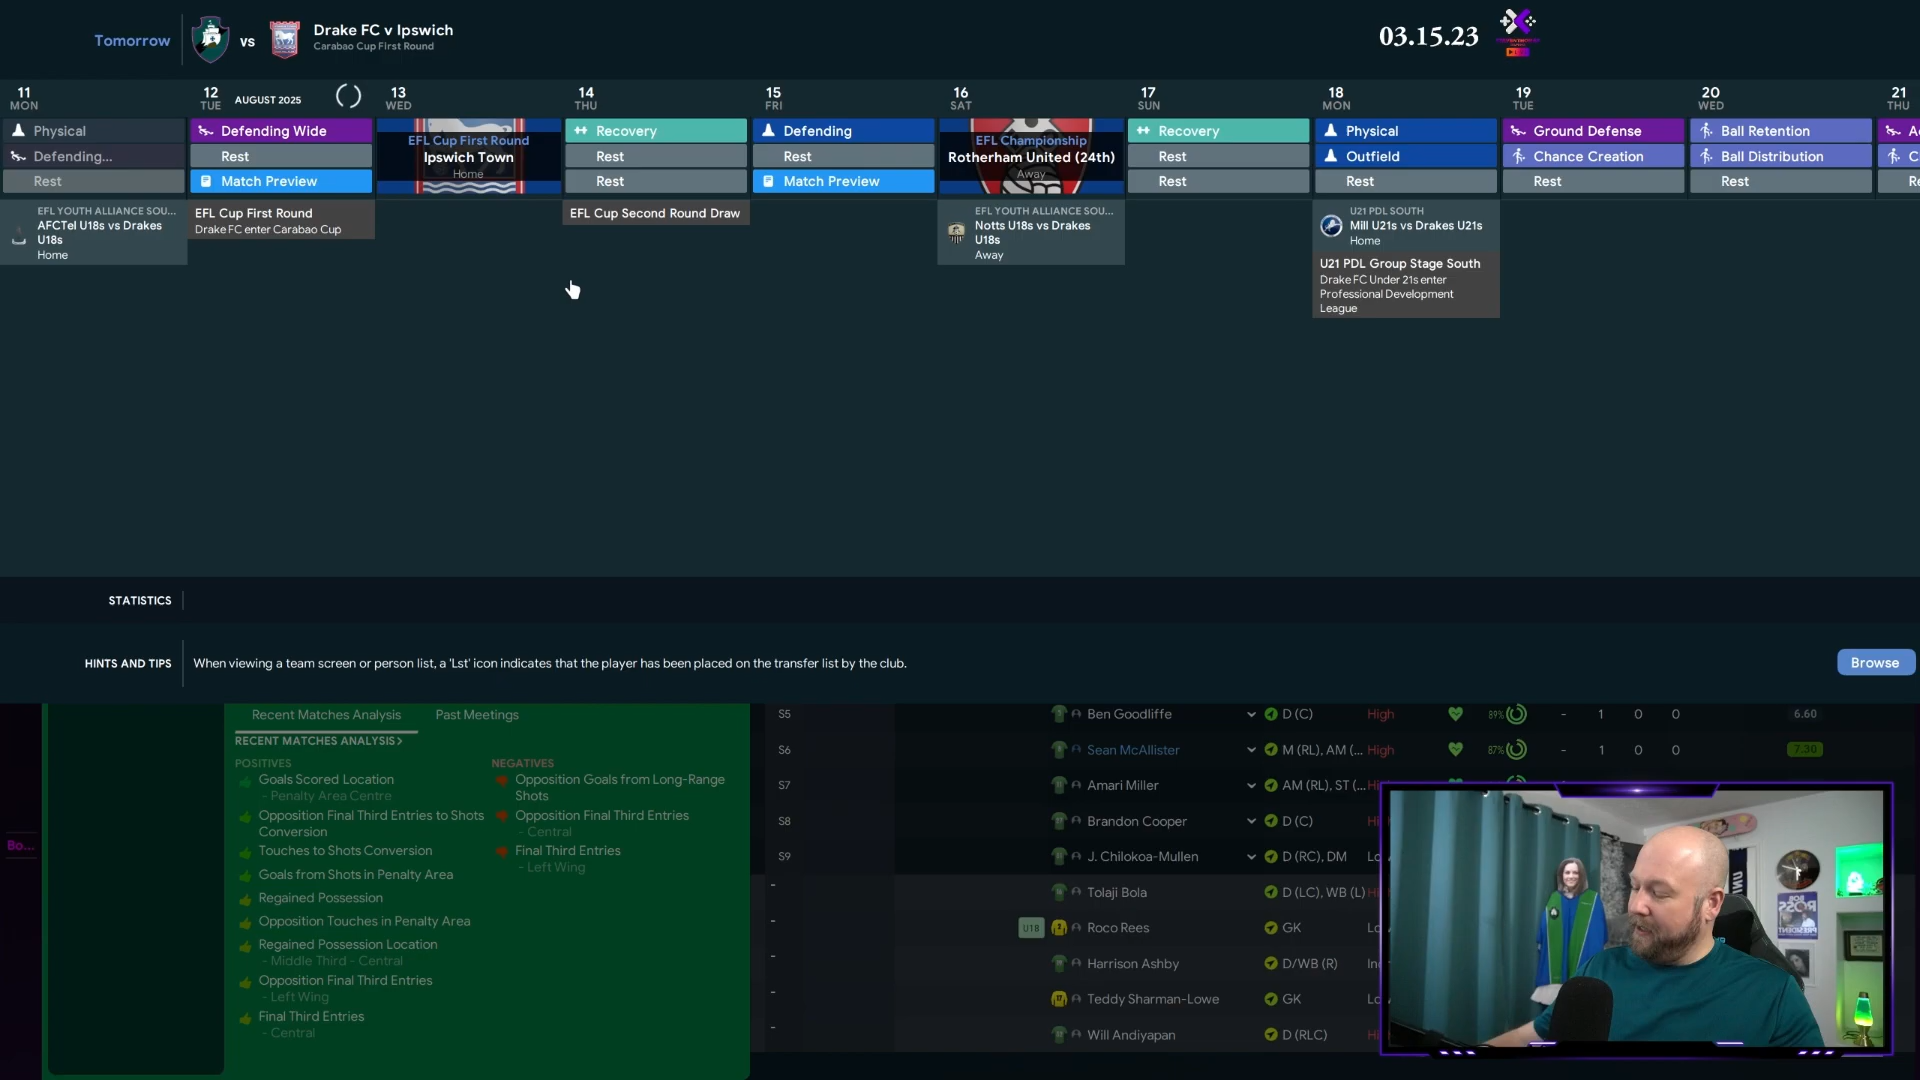 Tomorrow
vs
Drake FC v Ipswich
Carabao Cup First Round
03.15.23
11 MON
12 TUE AUGUST 2025
13 WED
14 THU
15 FRI
16 SAT
17 SUN
18 MON
19 TUE
20 WED
21 THU
Physical
Defending...
Rest
Defending Wide
Rest
Match Preview
EFL Cup First Round
Ipswich Town
Home
Recovery
Rest
Rest
Defending
Rest
Match Preview
EFL Championship
Rotherham United (24th)
Away
Recovery
Rest
Rest
Physical
Outfield
Rest
Ground Defense
Chance Creation
Rest
Ball Retention
Ball Distribution
Rest
EFL YOUTH ALLIANCE SOU...
AFCTel U18s vs Drakes
U18s
Home
EFL Cup First Round
Drake FC enter Carabao Cup
EFL Cup Second Round Draw
EFL YOUTH ALLIANCE SOU...
Notts U18s vs Drakes
U18s
Away
U21 PDL SOUTH
Mill U21s vs Drakes U21s
Home
U21 PDL Group Stage South
Drake FC Under 21s enter
Professional Development
League
STATISTICS
HINTS AND TIPS
When viewing a team screen or person list, a 'Lst' icon indicates that the player has been placed on the transfer list by the club.
Browse
Bo...
Recent Matches Analysis
Past Meetings
RECENT MATCHES ANALYSIS>
POSITIVES
Goals Scored Location
- Penalty Area Centre
Opposition Final Third Entries to Shots
Conversion
Touches to Shots Conversion
Goals from Shots in Penalty Area
Regained Possession
Opposition Touches in Penalty Area
Regained Possession Location
- Middle Third - Central
Opposition Final Third Entries
- Left Wing
Final Third Entries
- Central
NEGATIVES
Opposition Goals from Long-Range
Shots
Opposition Final Third Entries
- Central
Final Third Entries
- Left Wing
S5 Ben Goodliffe D (C) High 89% - 1 0 0 6.60
S6 Sean McAllister M (RL), AM (... High 87% - 1 0 0 7.30
S7 Amari Miller AM (RL), ST (...
S8 Brandon Cooper D (C)
S9 J. Chilokoa-Mullen D (RC), DM
- Tolaji Bola D (LC), WB (L)
- U18 Roco Rees GK
- Harrison Ashby D/WB (R)
- Teddy Sharman-Lowe GK
- Will Andiyapan D (RLC)